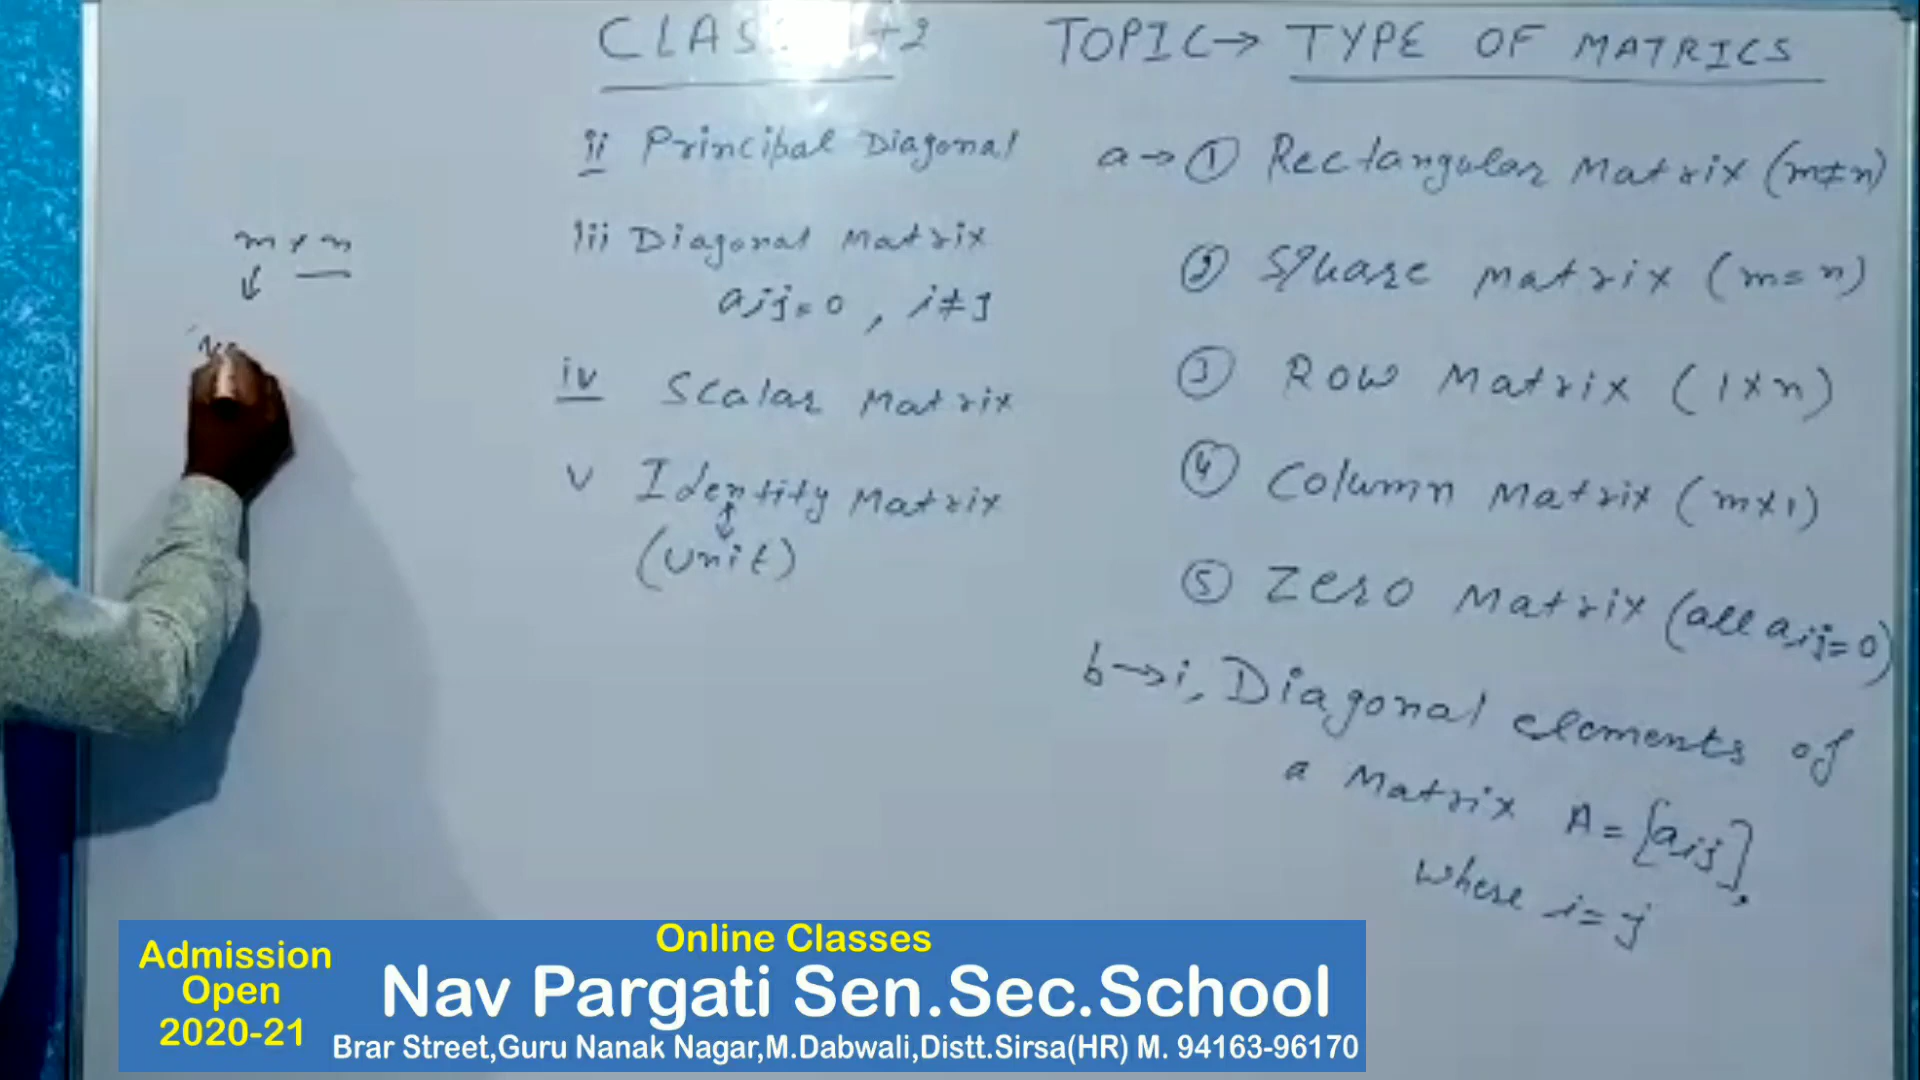 TOPIC→ TYPE OF MATRICS
m x n
ii Principal Diagonal
iii Diagonal Matrix
aij=0 , i≠j
iv Scalar Matrix
v Identity Matrix
(Unit)
a→ ① Rectangular Matrix (m≠n)
② Square Matrix (m=n)
③ Row Matrix (1xn)
④ Column Matrix (mx1)
⑤ Zero Matrix (all aij=0)
b→i, Diagonal elements of
a Matrix A=[aij],
where i=j
Admission
Open
2020-21
Online Classes
Nav Pargati Sen.Sec.School
Brar Street,Guru Nanak Nagar,M.Dabwali,Distt.Sirsa(HR) M. 94163-96170